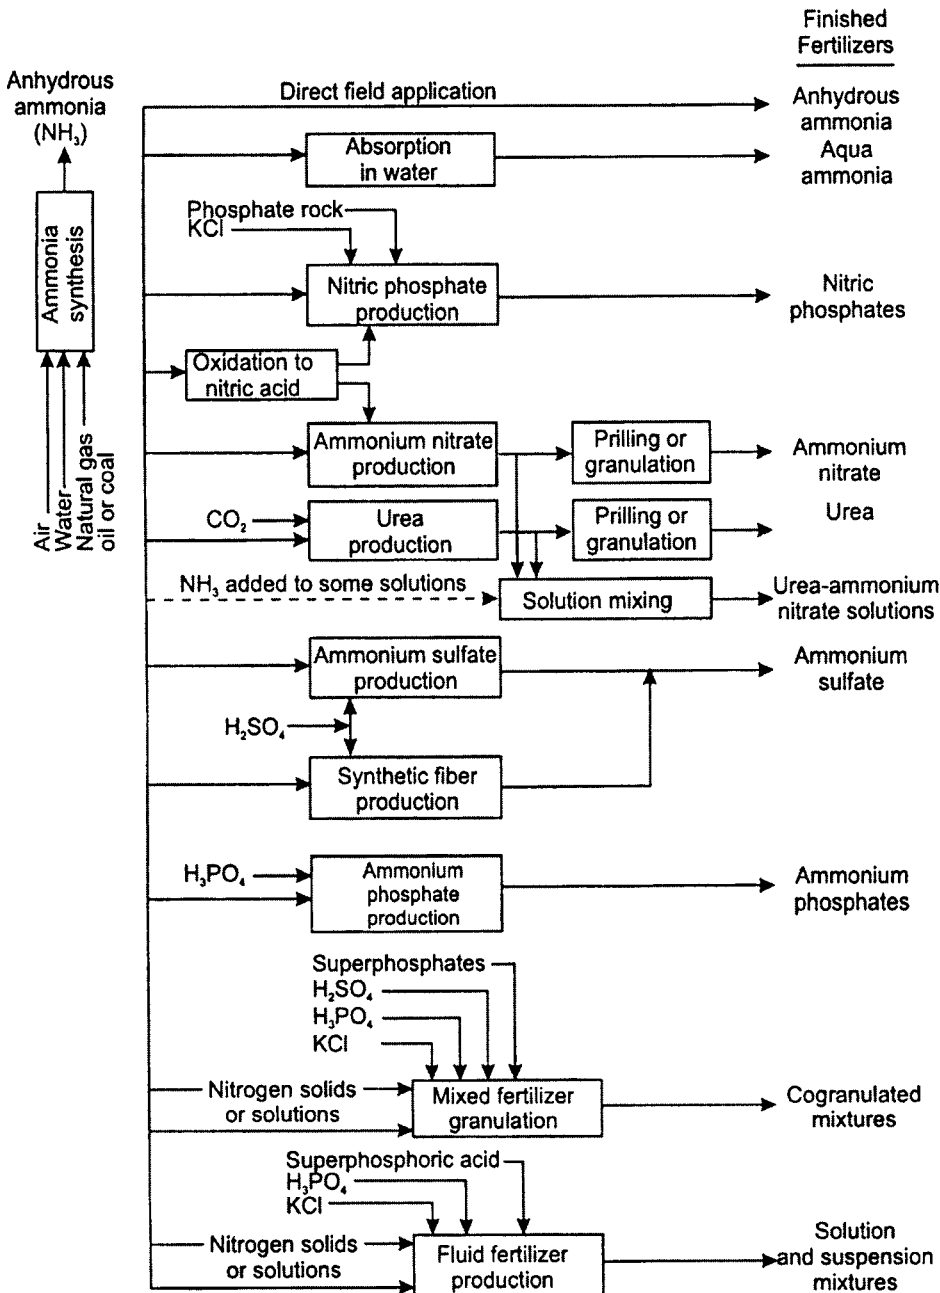 Finished
Fertilizers
Anhydrous
ammonia
(NH₃)
Ammonia
synthesis
Air
Water
Natural gas
oil or coal
Direct field application
Anhydrous
ammonia
Absorption
in water
Aqua
ammonia
Phosphate rock
KCl
Nitric phosphate
production
Nitric
phosphates
Oxidation to
nitric acid
Ammonium nitrate
production
Prilling or
granulation
Ammonium
nitrate
CO₂
Urea
production
Prilling or
granulation
Urea
NH₃ added to some solutions
Solution mixing
Urea-ammonium
nitrate solutions
Ammonium sulfate
production
Ammonium
sulfate
H₂SO₄
Synthetic fiber
production
H₃PO₄
Ammonium
phosphate
production
Ammonium
phosphates
Superphosphates
H₂SO₄
H₃PO₄
KCl
Nitrogen solids
or solutions
Mixed fertilizer
granulation
Cogranulated
mixtures
Superphosphoric acid
H₃PO₄
KCl
Nitrogen solids
or solutions
Fluid fertilizer
production
Solution
and suspension
mixtures